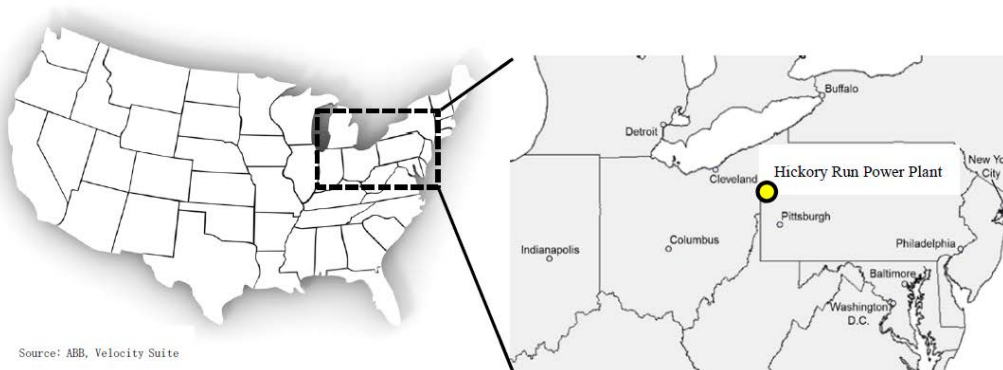 Buffalo
Detroit
Cleveland
Hickory Run Power Plant
New Yo
City
Pittsburgh
Columbus
Indianapolis
Philadelphia
Baltimore
Washington
D.C.
Source: ABB, Velocity Suite